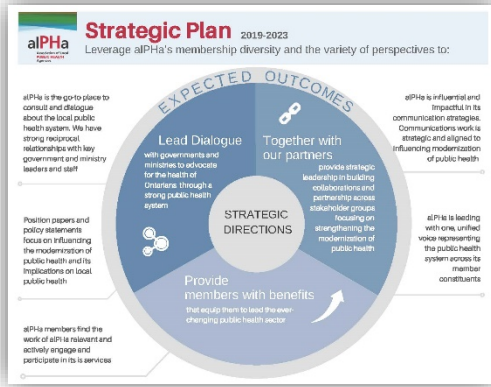 alPHa
Association of Local
PUBLIC HEALTH
Agencies
Strategic Plan 2019-2023
Leverage alPHa's membership diversity and the variety of perspectives to:
EXPECTED OUTCOMES
alPHa is the go-to place to
consult and dialogue
about the local public
health system. We have
strong reciprocal
relationships with key
government and ministry
leaders and staff
Position papers and
policy statements
focus on influencing
the modernization of
public health and its
implications on local
public health
alPHa members find the
work of alPHa relevant and
actively engage and
participate in its services
Lead Dialogue
with governments and
ministries to advocate
for the health of
Ontarians through a
strong public health
system
Together with
our partners
provide strategic
leadership in building
collaborations and
partnership across
stakeholder groups
focusing on
strengthening the
modernization of
public health
STRATEGIC
DIRECTIONS
Provide
members with benefits
that equip them to lead the ever-
changing public health sector
alPHa is influential and
impactful in its
communication strategies.
Communications work is
strategic and aligned to
influencing modernization
of public health
alPHa is leading
with one, unified
voice representing
the public health
system across its
member
constituents